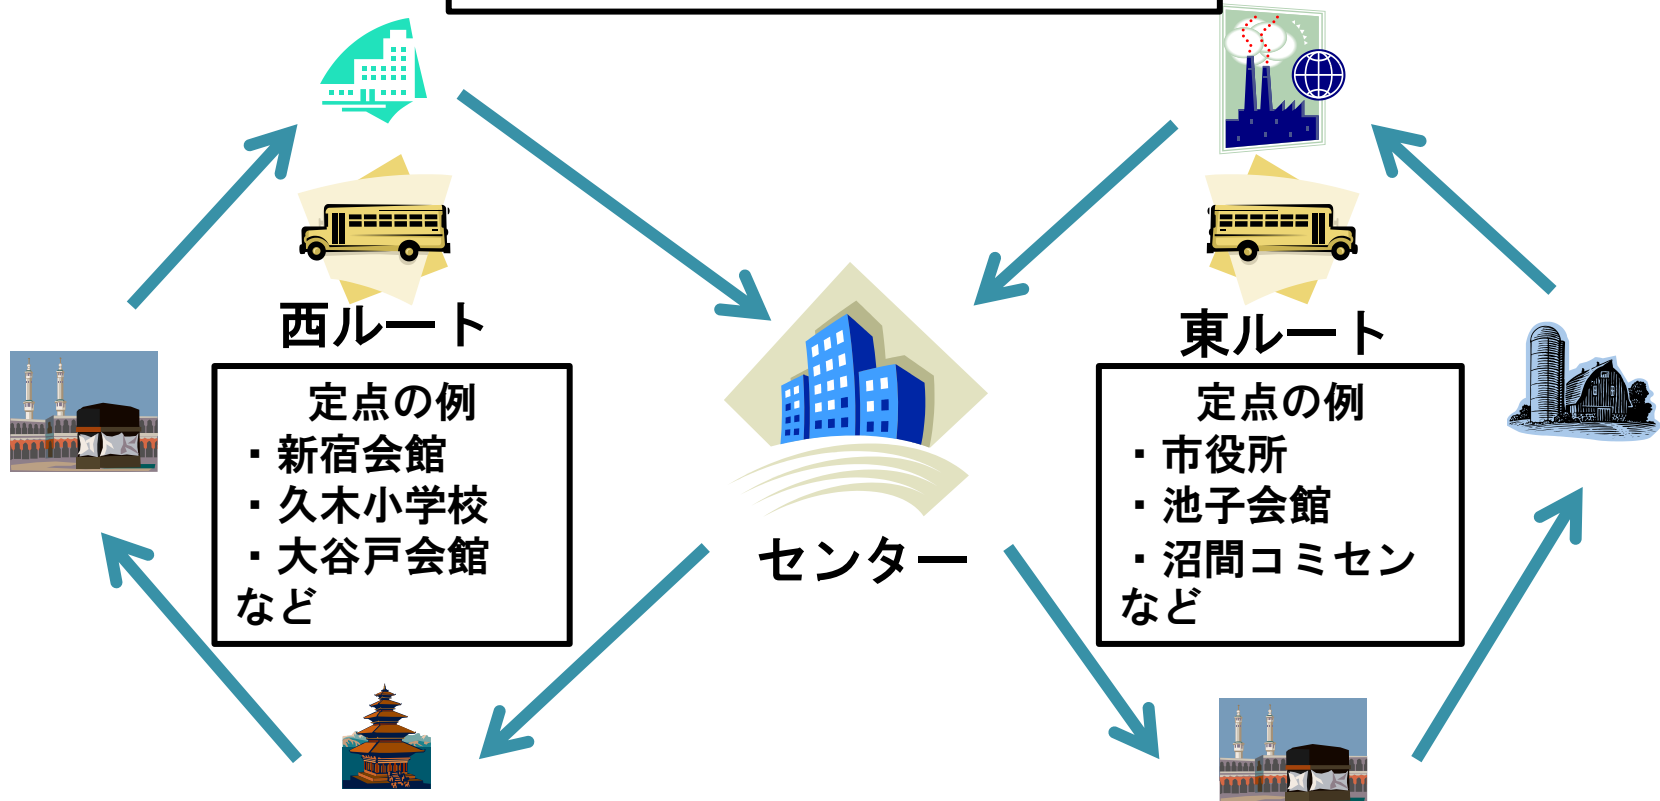 西ルート
定点の例
・新宿会館
・久木小学校
・大谷戸会館
など
センター
東ルート
定点の例
・市役所
・池子会館
・沼間コミセン
など